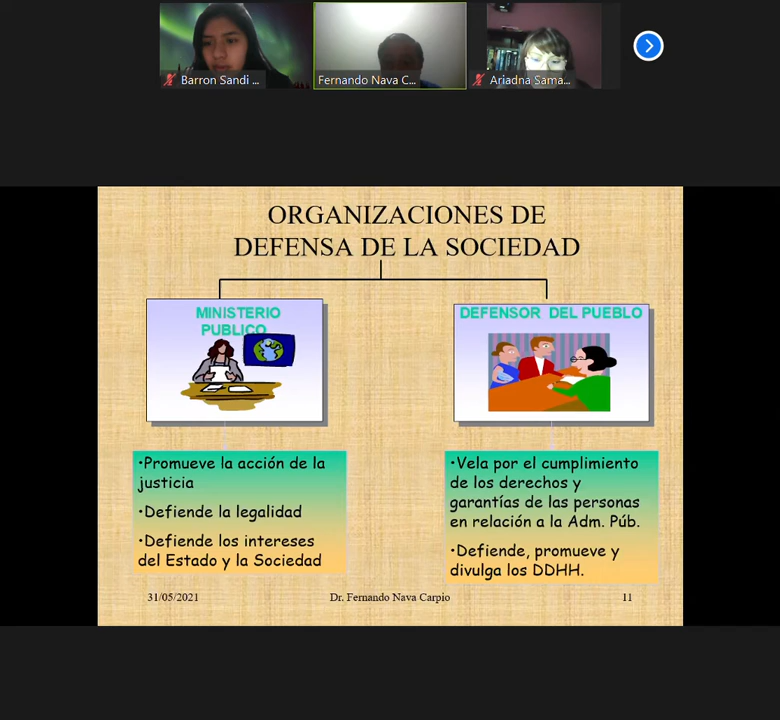 Barron Sandi ...
Fernando Nava C...
Ariadna Sama...
ORGANIZACIONES DE
DEFENSA DE LA SOCIEDAD
MINISTERIO
PUBLICO
DEFENSOR DEL PUEBLO
•Promueve la acción de la
justicia
•Defiende la legalidad
•Defiende los intereses
del Estado y la Sociedad
•Vela por el cumplimiento
de los derechos y
garantías de las personas
en relación a la Adm. Púb.
•Defiende, promueve y
divulga los DDHH.
31/05/2021
Dr. Fernando Nava Carpio
11